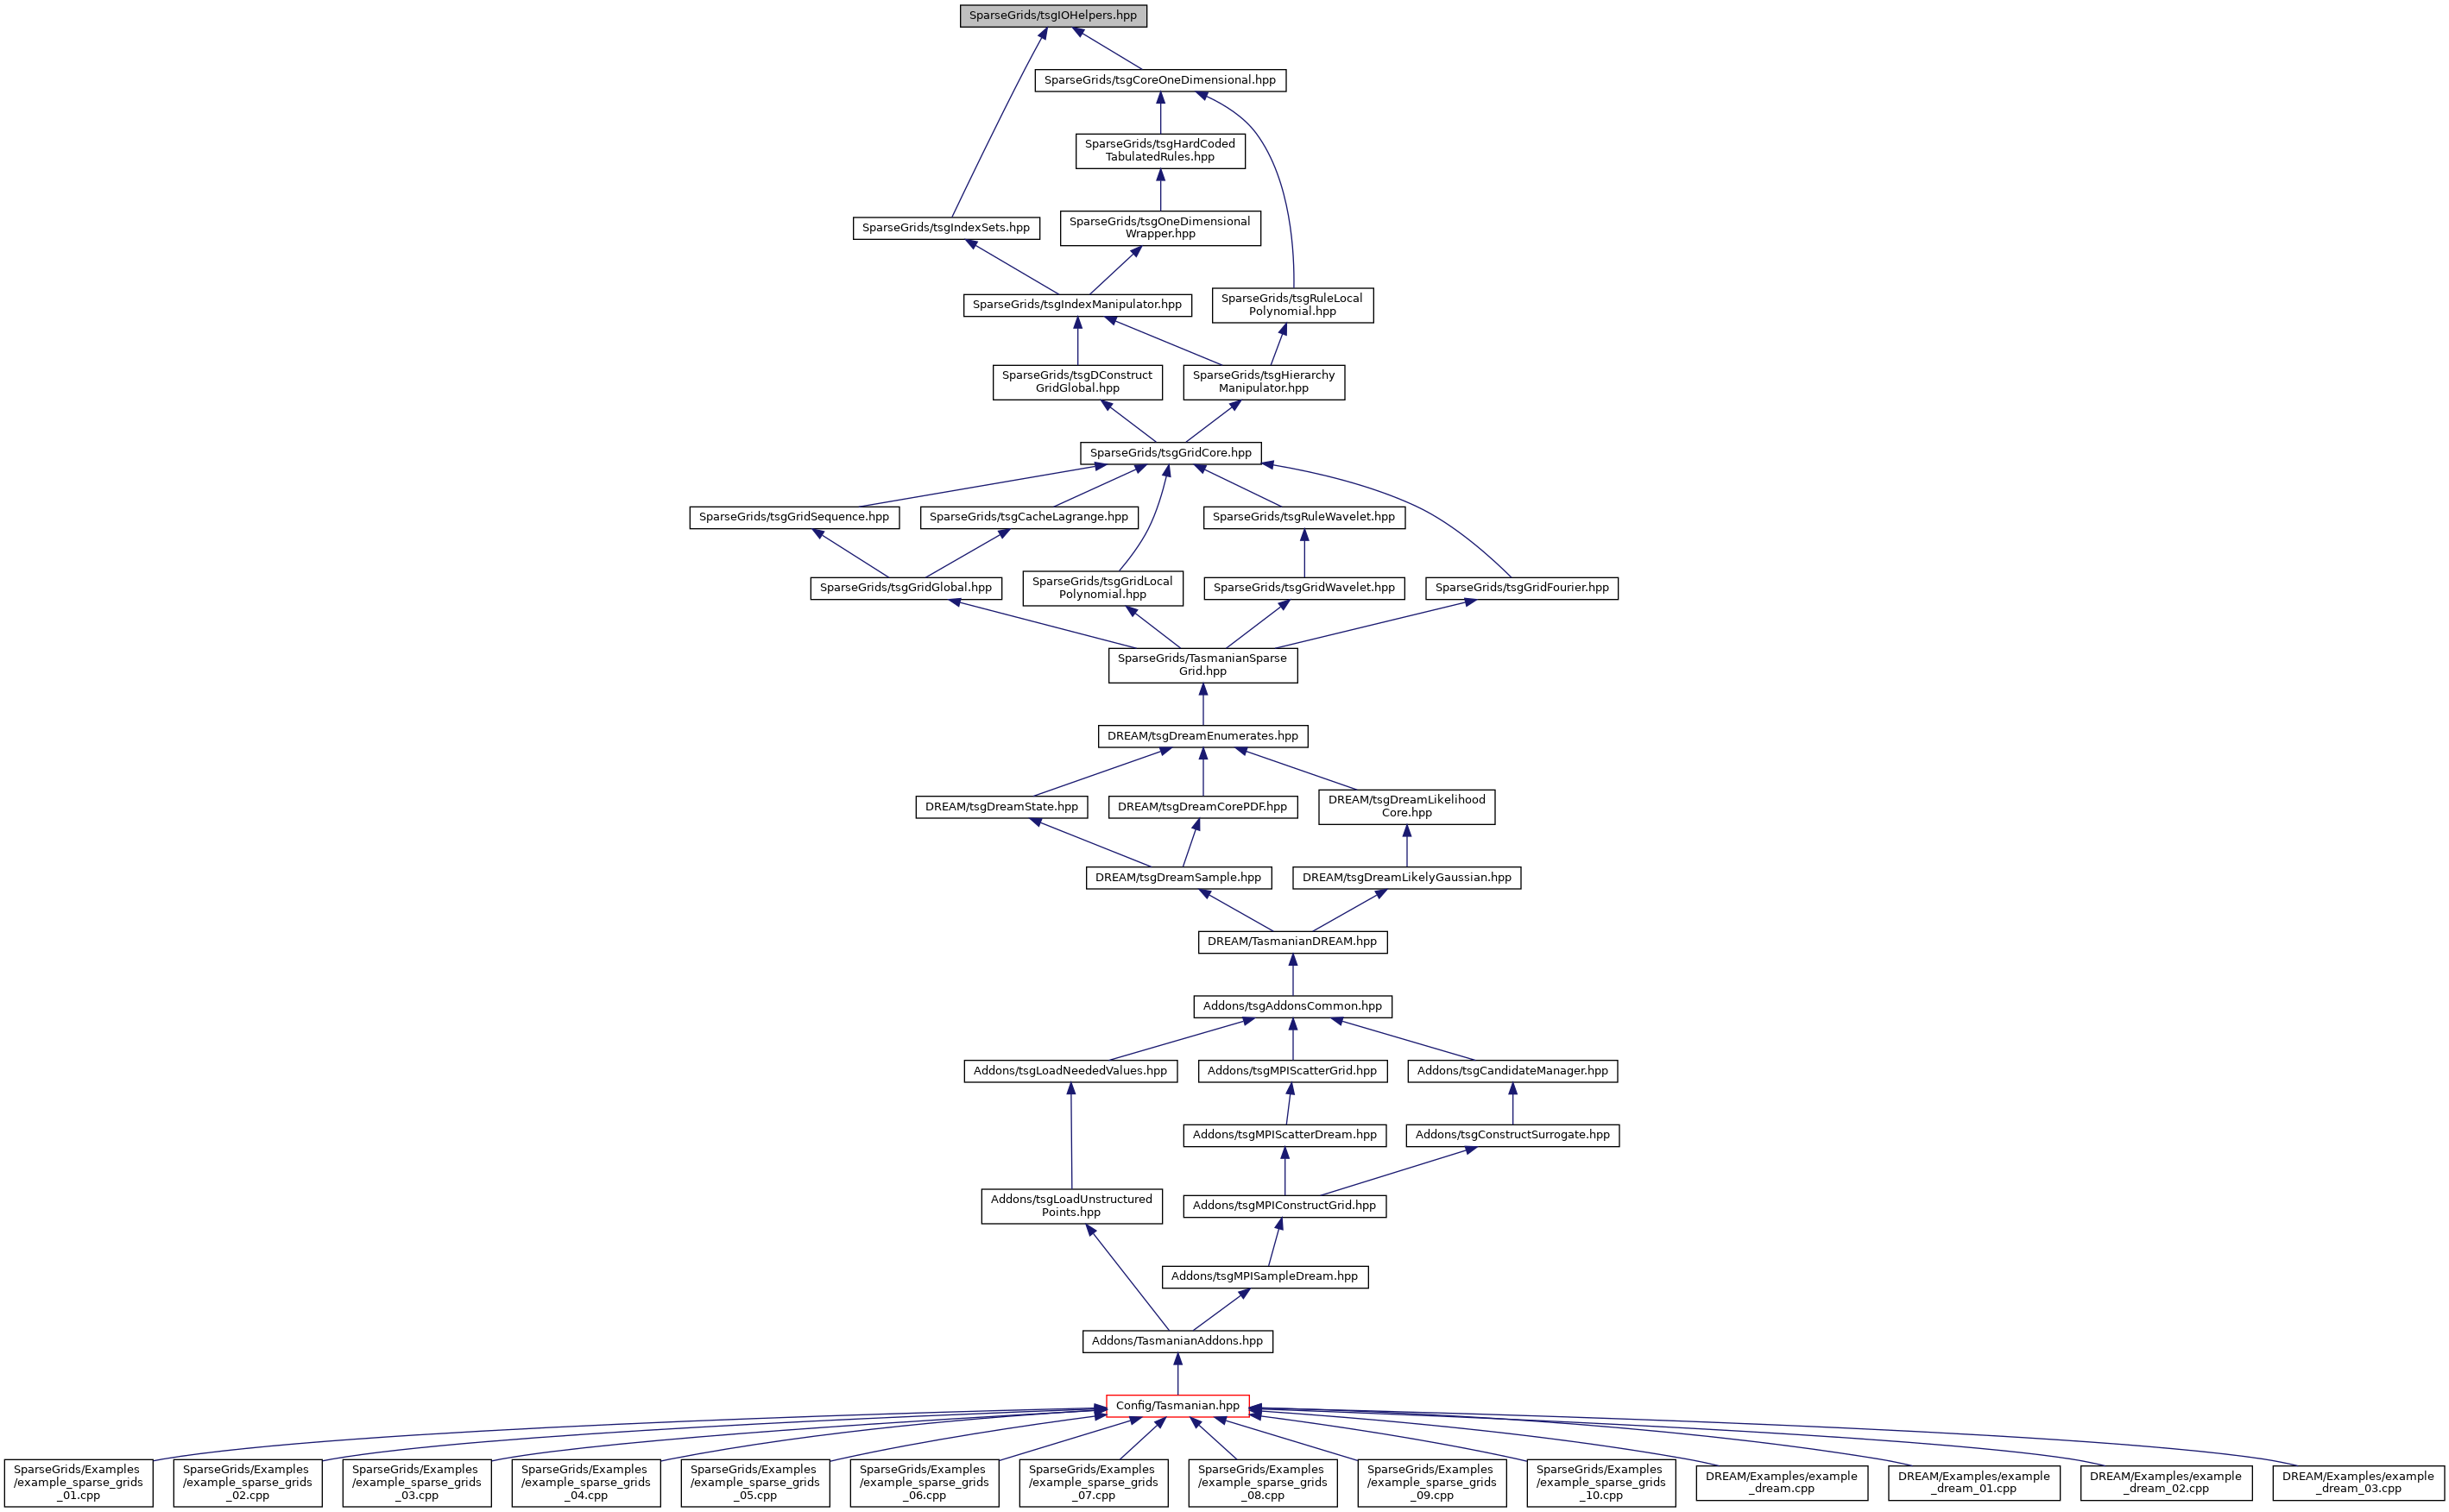 SparseGrids/tsgIOHelpers.hpp
SparseGrids/tsgCoreOneDimensional.hpp
SparseGrids/tsgHardCoded
TabulatedRules.hpp
SparseGrids/tsgIndexSets.hpp
SparseGrids/tsgOneDimensional
Wrapper.hpp
SparseGrids/tsgIndexManipulator.hpp
SparseGrids/tsgRuleLocal
Polynomial.hpp
SparseGrids/tsgDConstruct
GridGlobal.hpp
SparseGrids/tsgHierarchy
Manipulator.hpp
SparseGrids/tsgGridCore.hpp
SparseGrids/tsgGridSequence.hpp
SparseGrids/tsgCacheLagrange.hpp
SparseGrids/tsgRuleWavelet.hpp
SparseGrids/tsgGridGlobal.hpp
SparseGrids/tsgGridLocal
Polynomial.hpp
SparseGrids/tsgGridWavelet.hpp
SparseGrids/tsgGridFourier.hpp
SparseGrids/TasmanianSparse
Grid.hpp
DREAM/tsgDreamEnumerates.hpp
DREAM/tsgDreamState.hpp
DREAM/tsgDreamCorePDF.hpp
DREAM/tsgDreamLikelihood
Core.hpp
DREAM/tsgDreamSample.hpp
DREAM/tsgDreamLikelyGaussian.hpp
DREAM/TasmanianDREAM.hpp
Addons/tsgAddonsCommon.hpp
Addons/tsgLoadNeededValues.hpp
Addons/tsgMPIScatterGrid.hpp
Addons/tsgCandidateManager.hpp
Addons/tsgMPIScatterDream.hpp
Addons/tsgConstructSurrogate.hpp
Addons/tsgLoadUnstructured
Points.hpp
Addons/tsgMPIConstructGrid.hpp
Addons/tsgMPISampleDream.hpp
Addons/TasmanianAddons.hpp
Config/Tasmanian.hpp
SparseGrids/Examples
/example_sparse_grids
_01.cpp
SparseGrids/Examples
/example_sparse_grids
_02.cpp
SparseGrids/Examples
/example_sparse_grids
_03.cpp
SparseGrids/Examples
/example_sparse_grids
_04.cpp
SparseGrids/Examples
/example_sparse_grids
_05.cpp
SparseGrids/Examples
/example_sparse_grids
_06.cpp
SparseGrids/Examples
/example_sparse_grids
_07.cpp
SparseGrids/Examples
/example_sparse_grids
_08.cpp
SparseGrids/Examples
/example_sparse_grids
_09.cpp
SparseGrids/Examples
/example_sparse_grids
_10.cpp
DREAM/Examples/example
_dream.cpp
DREAM/Examples/example
_dream_01.cpp
DREAM/Examples/example
_dream_02.cpp
DREAM/Examples/example
_dream_03.cpp